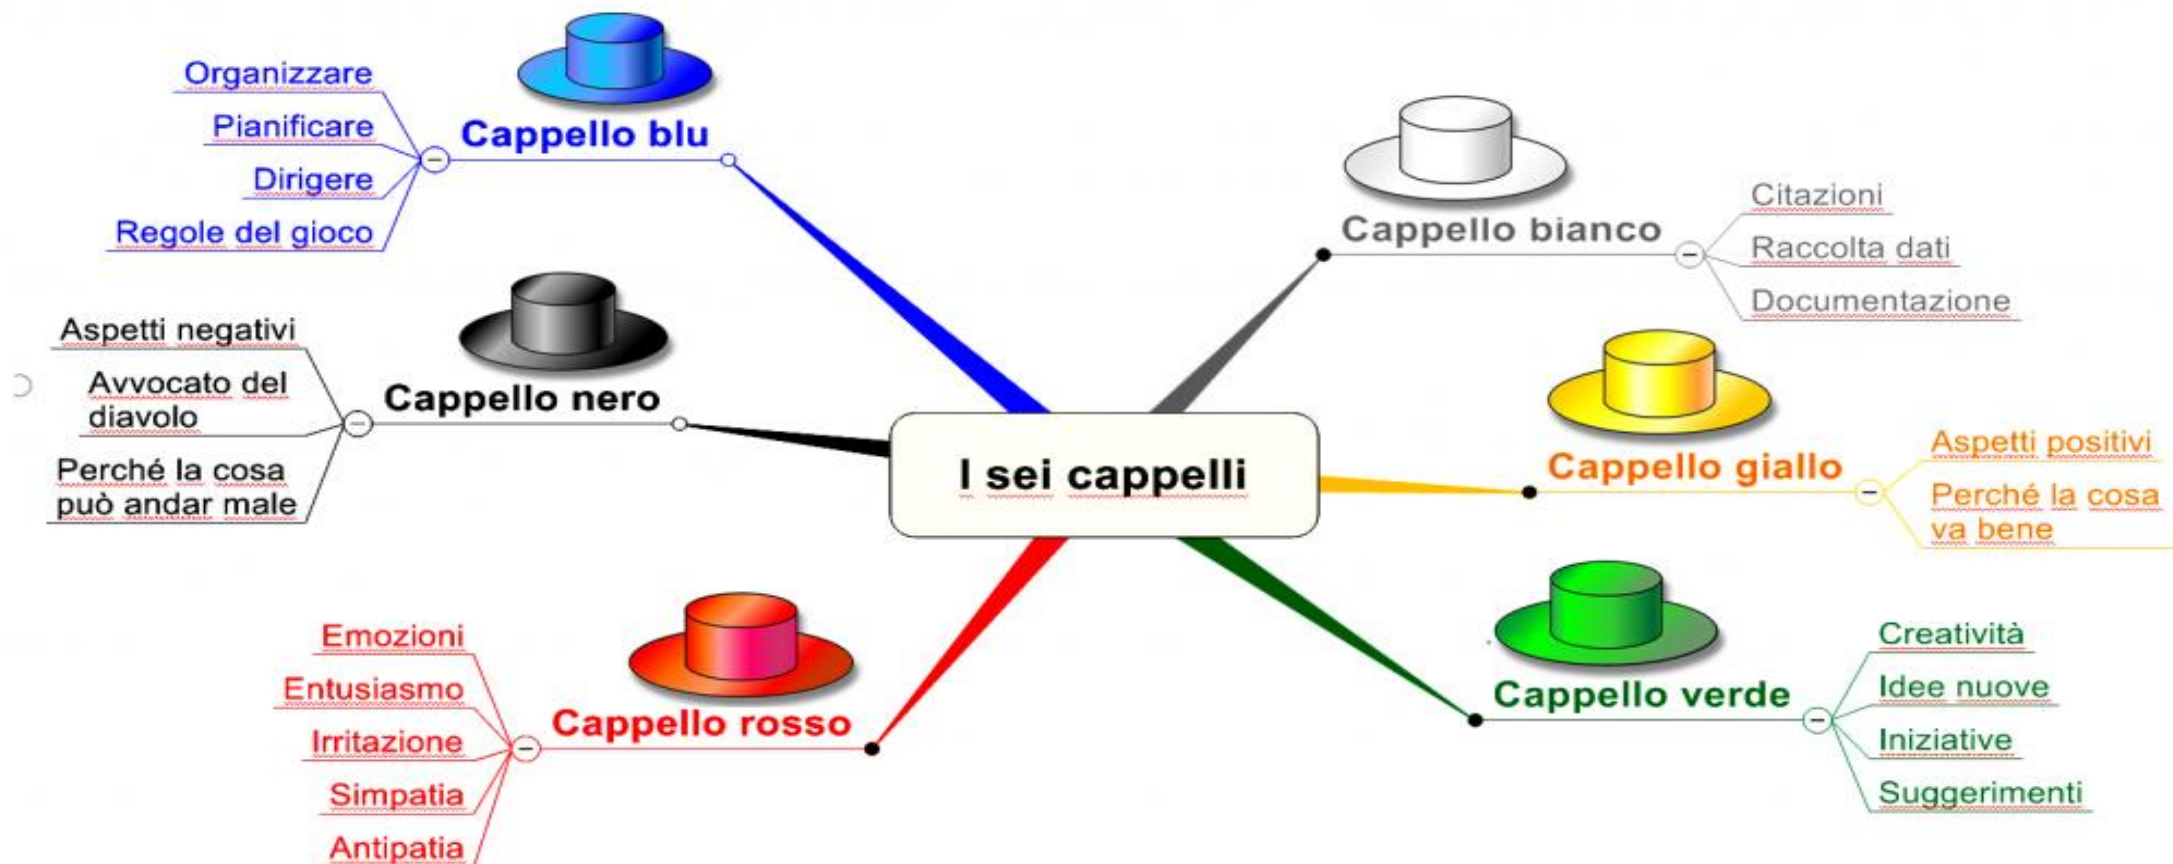 Organizzare
Pianificare
Dirigere
Regole del gioco
Cappello blu
Aspetti negativi
Avvocato del
diavolo
Perché la cosa
può andar male
Cappello nero
Emozioni
Entusiasmo
Irritazione
Simpatia
Antipatia
Cappello rosso
I sei cappelli
Cappello bianco
Citazioni
Raccolta dati
Documentazione
Cappello giallo
Aspetti positivi
Perché la cosa
va bene
Cappello verde
Creatività
Idee nuove
Iniziative
Suggerimenti